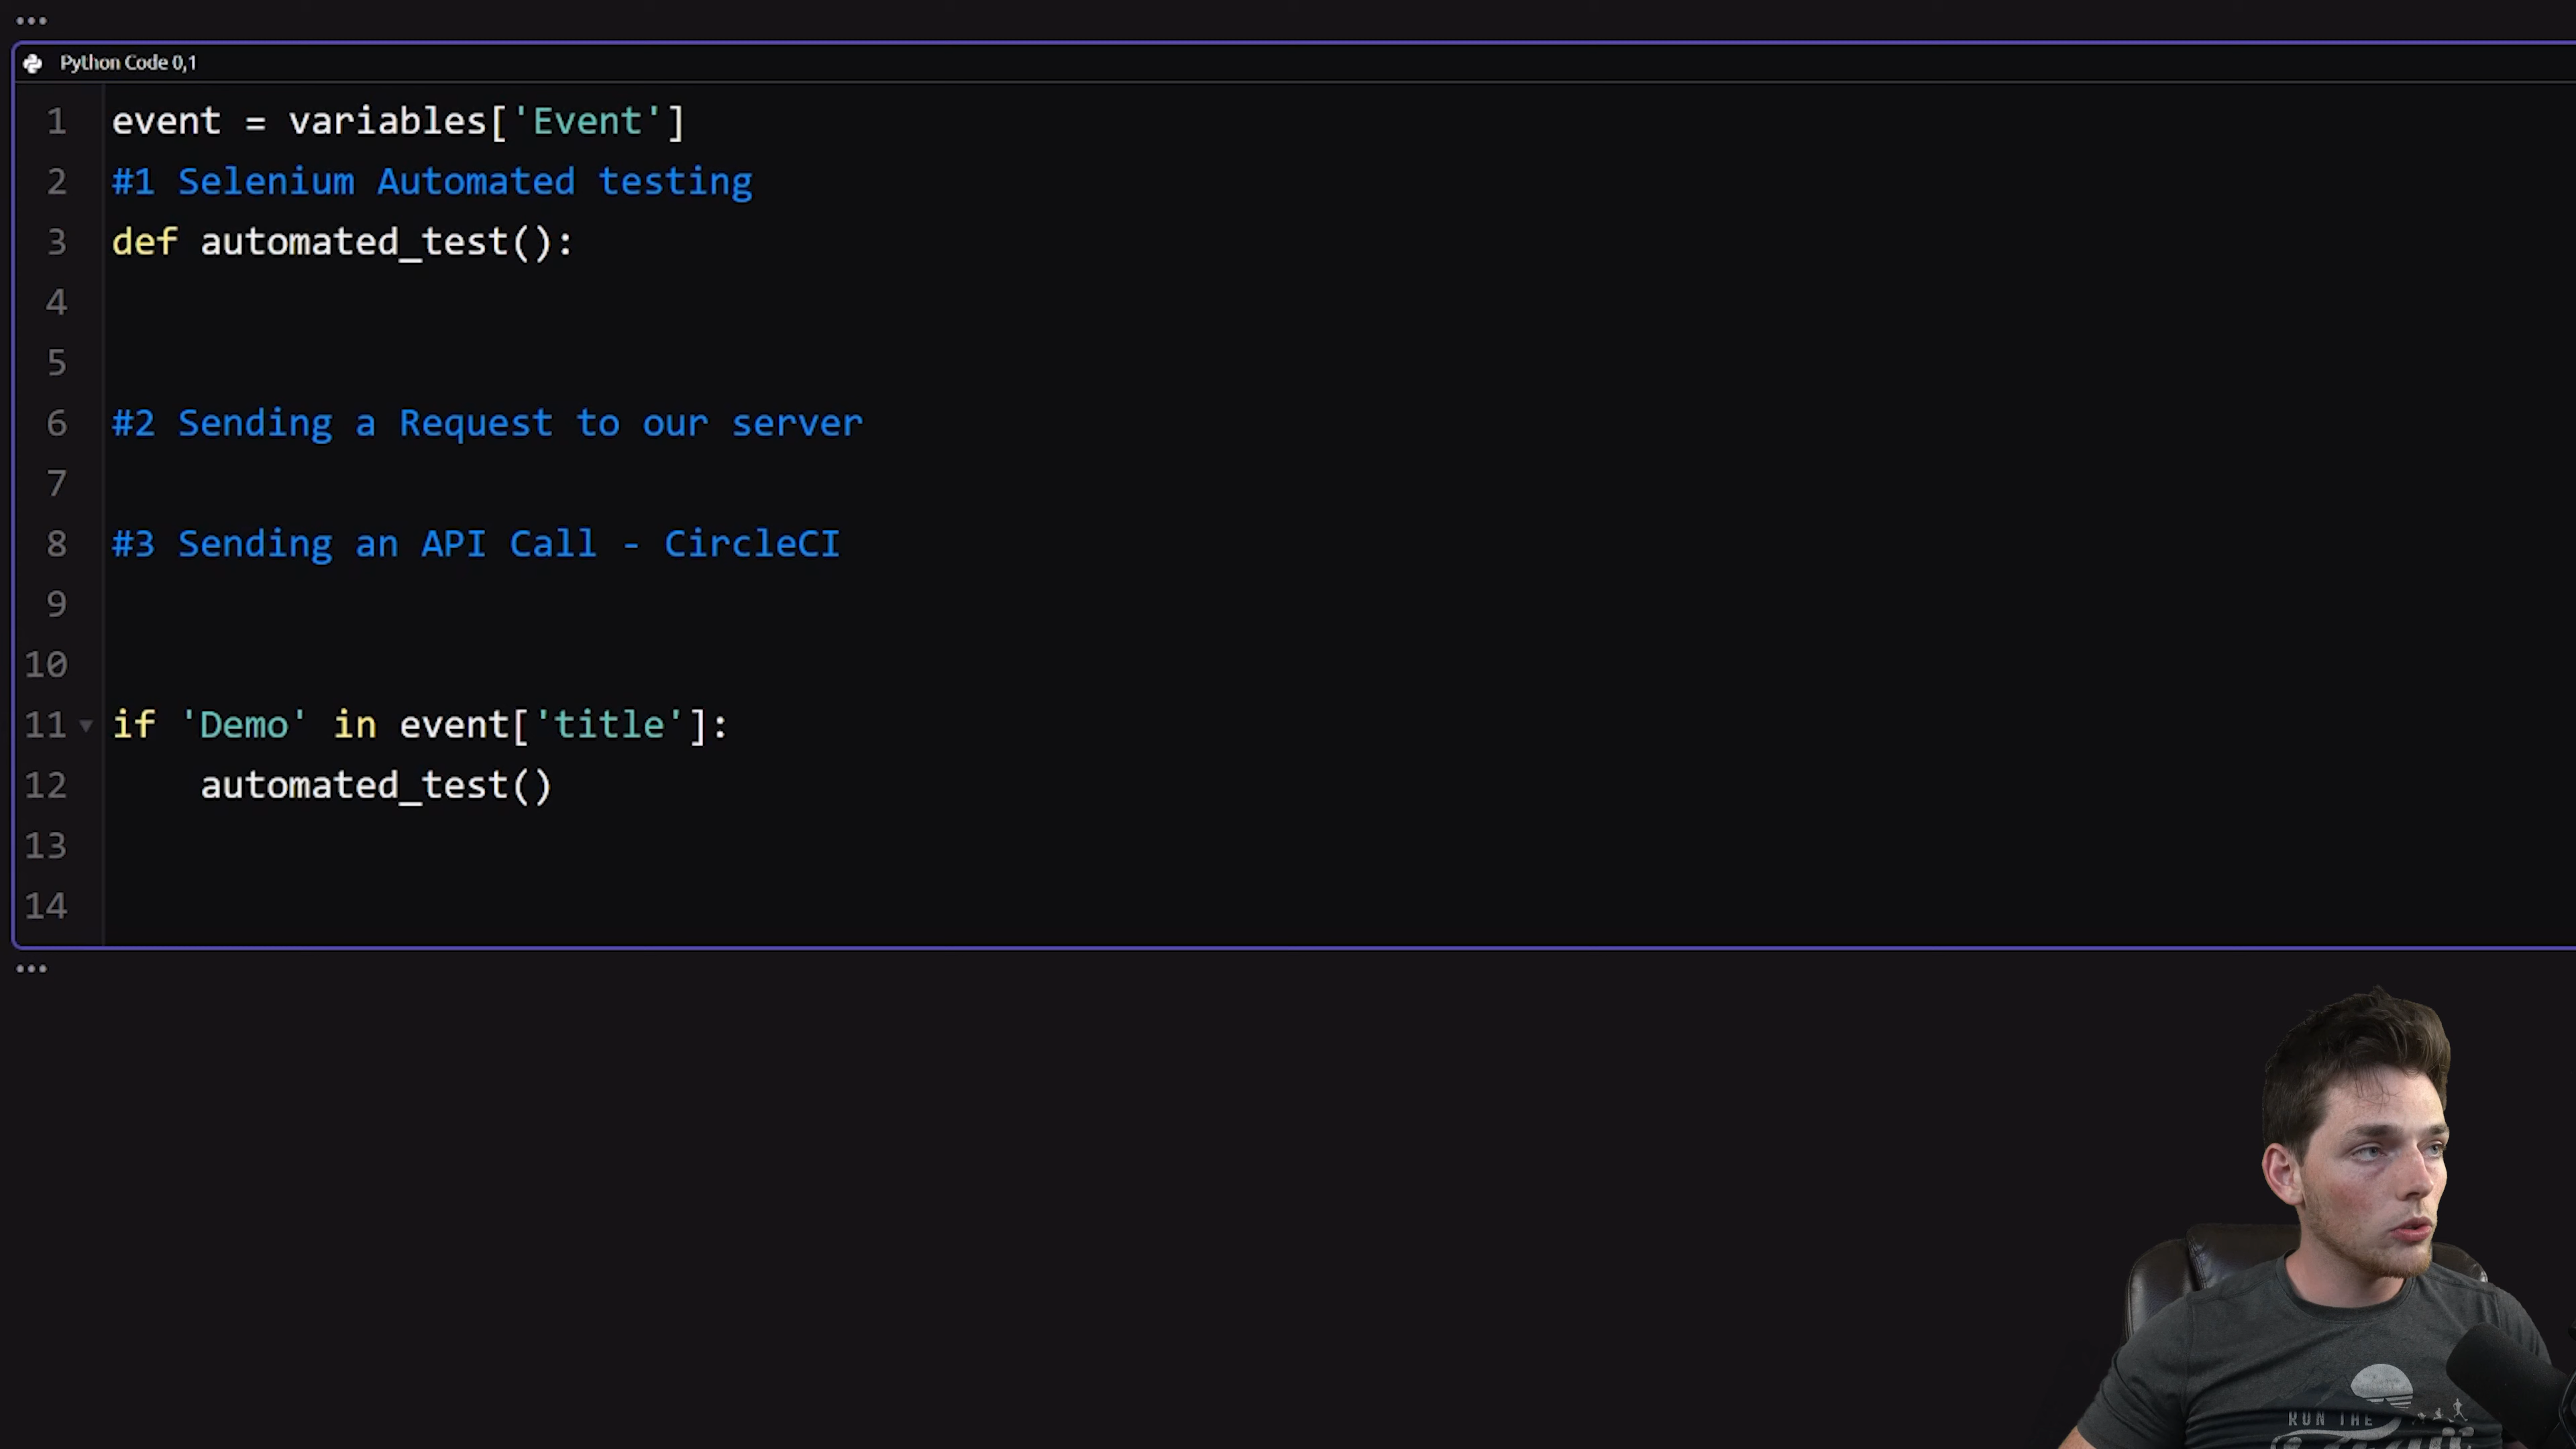 Python Code 0,1
1 event = variables['Event']
2 #1 Selenium Automated testing
3 def automated_test():
4
5
6 #2 Sending a Request to our server
7
8 #3 Sending an API Call - CircleCI
9
10
11 if 'Demo' in event['title']:
12 automated_test()
13
14
RUN THE